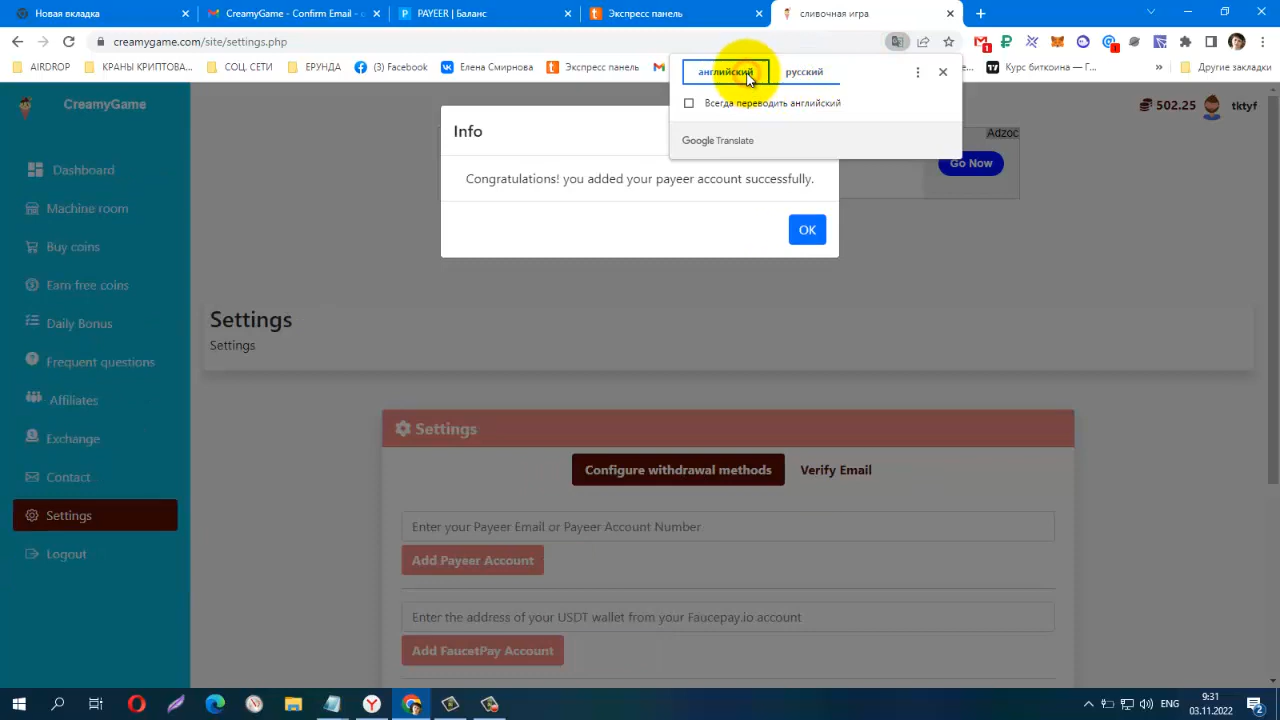 Новая вкладка
CreamyGame - Confirm Email - c
PAYEER | Баланс
Экспресс панель
сливочная игра
creamygame.com/site/settings.php
AIRDROP
КРАНЫ КРИПТОВА...
СОЦ. СЕТИ
ЕРУНДА
(3) Facebook
Елена Смирнова
Экспресс панель
Курс биткоина — Г...
Другие закладки
английский
русский
Всегда переводить английский
Google Translate
CreamyGame
502.25
tktyf
Adzoc
Go Now
Info
Congratulations! you added your payeer account successfully.
OK
Dashboard
Machine room
Buy coins
Earn free coins
Daily Bonus
Frequent questions
Affiliates
Exchange
Contact
Settings
Logout
Settings
Settings
Settings
Configure withdrawal methods
Verify Email
Enter your Payeer Email or Payeer Account Number
Add Payeer Account
Enter the address of your USDT wallet from your Faucepay.io account
Add FaucetPay Account
ENG
9:31
03.11.2022
2